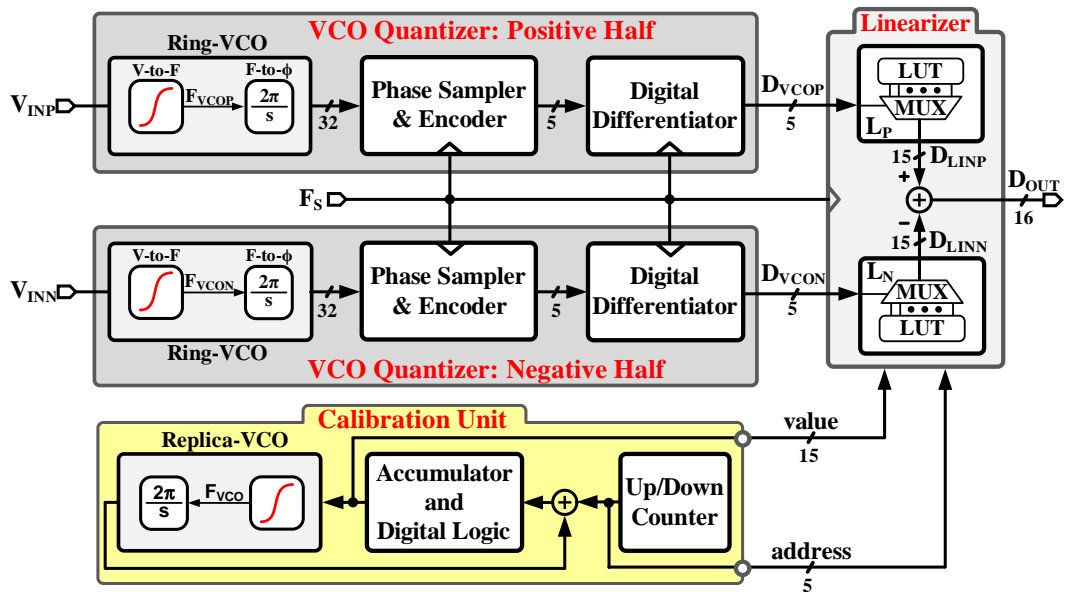 VCO Quantizer: Positive Half
Ring-VCO
V-to-F
F-to-ϕ
V_INP
F_VCOP
2π
s
32
Phase Sampler
& Encoder
5
Digital
Differentiator
D_VCOP
5
Linearizer
LUT
MUX
L_P
15
D_LINP
+
F_S
+
D_OUT
16
−
15
D_LINN
V-to-F
F-to-ϕ
V_INN
F_VCON
2π
s
32
Ring-VCO
Phase Sampler
& Encoder
5
Digital
Differentiator
D_VCON
5
L_N
MUX
LUT
VCO Quantizer: Negative Half
Calibration Unit
Replica-VCO
2π
s
F_VCO
Accumulator
and
Digital Logic
+
Up/Down
Counter
value
15
address
5